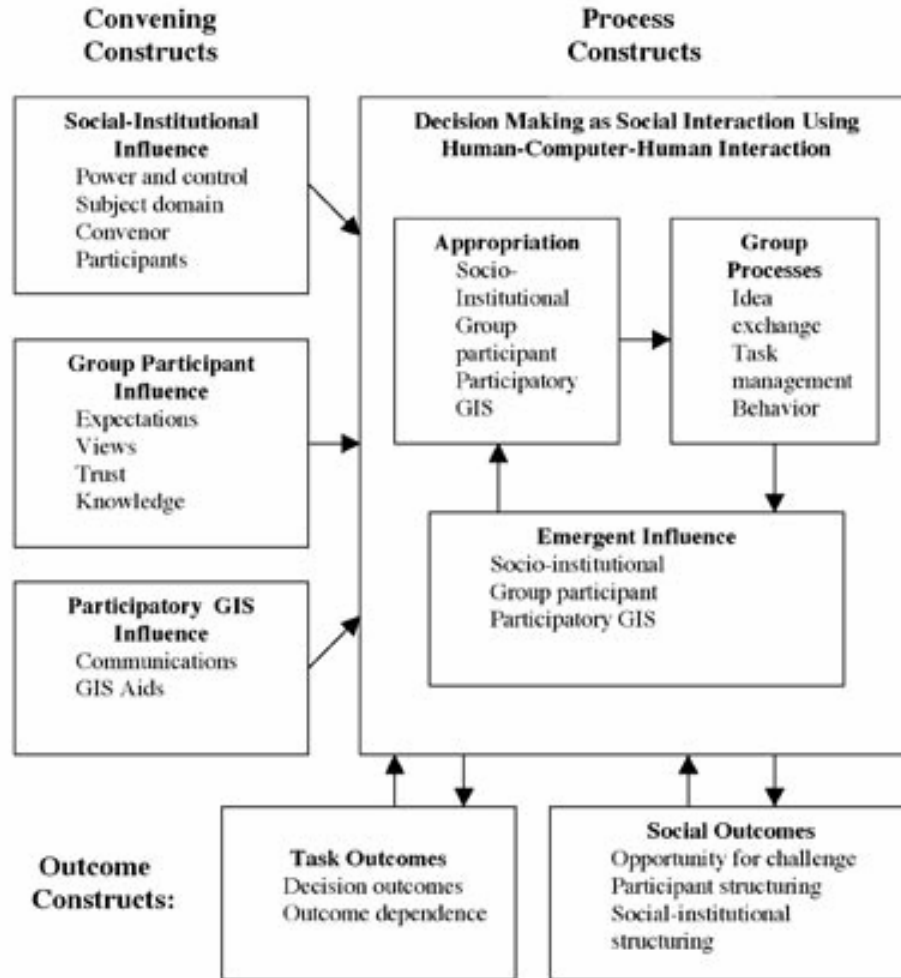 Convening
Constructs
Process
Constructs
Social-Institutional
Influence
Power and control
Subject domain
Convenor
Participants
Group Participant
Influence
Expectations
Views
Trust
Knowledge
Participatory GIS
Influence
Communications
GIS Aids
Decision Making as Social Interaction Using
Human-Computer-Human Interaction
Appropriation
Socio-
Institutional
Group
participant
Participatory
GIS
Group
Processes
Idea
exchange
Task
management
Behavior
Emergent Influence
Socio-institutional
Group participant
Participatory GIS
Outcome
Constructs:
Task Outcomes
Decision outcomes
Outcome dependence
Social Outcomes
Opportunity for challenge
Participant structuring
Social-institutional
structuring